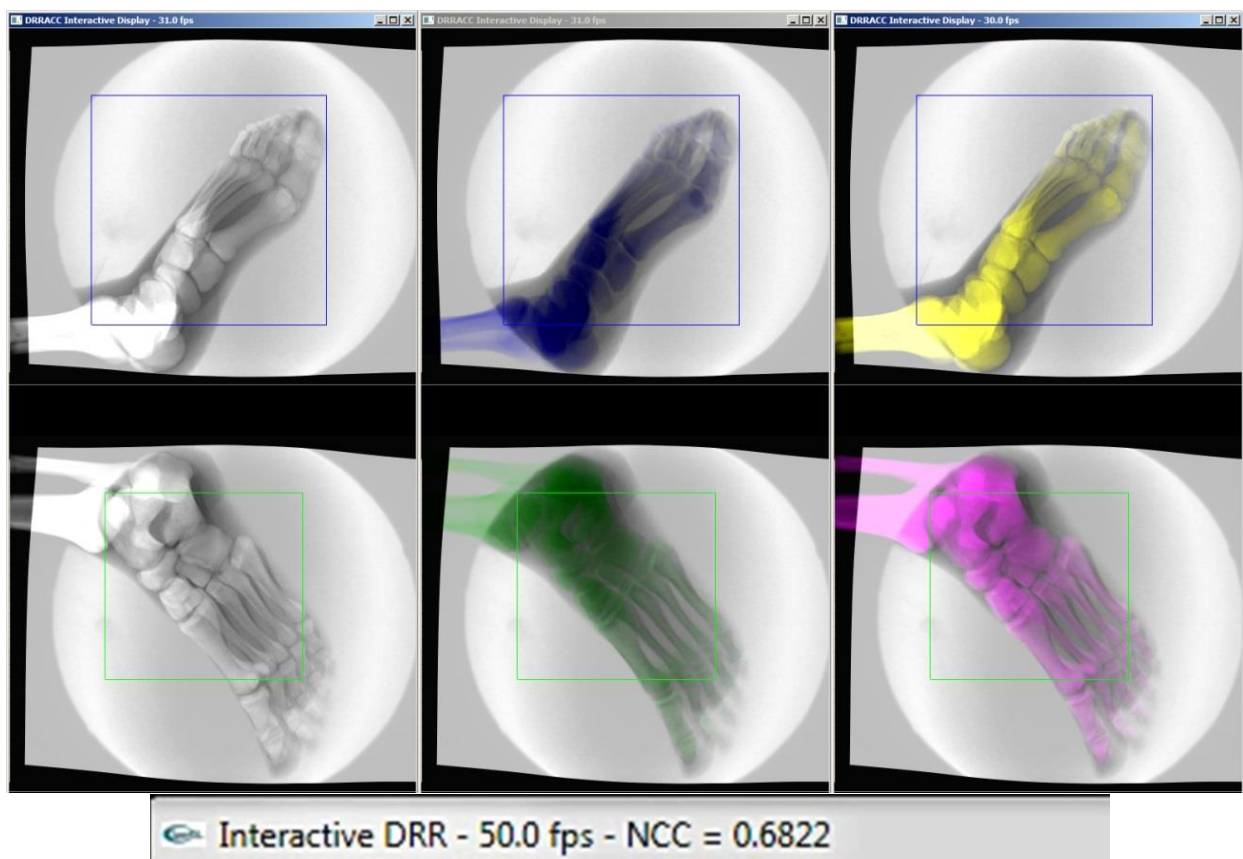 DRRACC Interactive Display - 31.0 fps
DRRACC Interactive Display - 31.0 fps
DRRACC Interactive Display - 30.0 fps
Interactive DRR - 50.0 fps - NCC = 0.6822